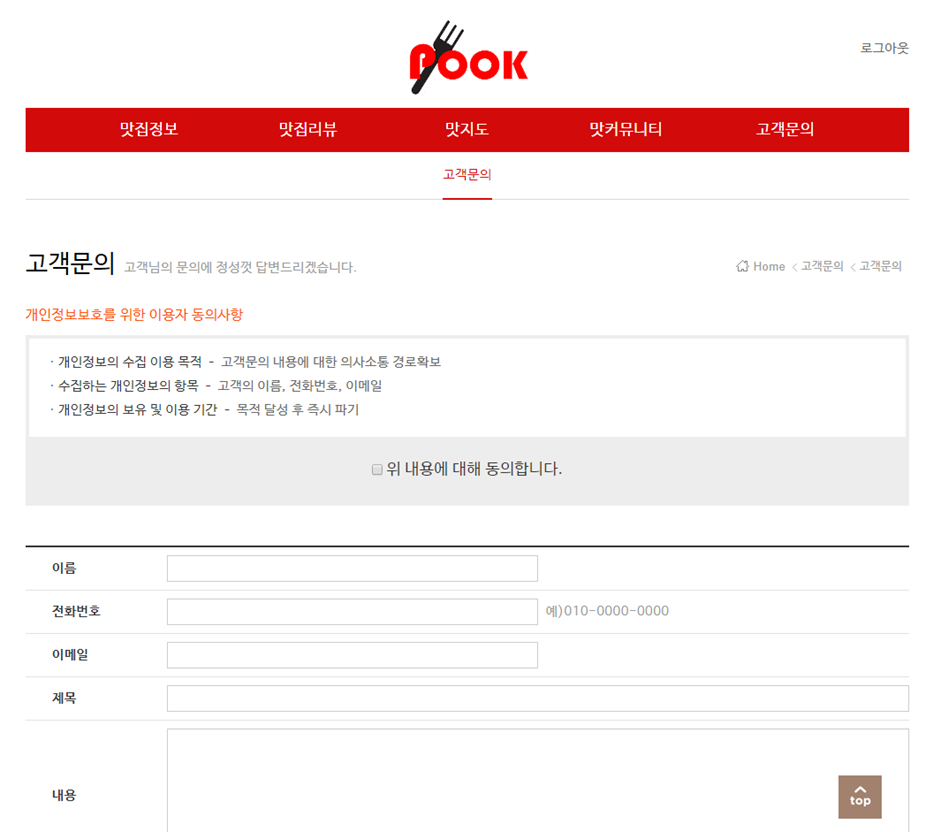 POOK
로그아웃
맛집정보 맛집리뷰 맛지도 맛커뮤니티 고객문의
고객문의
고객문의 고객님의 문의에 정성껏 답변드리겠습니다.
Home < 고객문의 < 고객문의
개인정보보호를 위한 이용자 동의사항
· 개인정보의 수집 이용 목적 - 고객문의 내용에 대한 의사소통 경로확보
· 수집하는 개인정보의 항목 - 고객의 이름, 전화번호, 이메일
· 개인정보의 보유 및 이용 기간 - 목적 달성 후 즉시 파기
위 내용에 대해 동의합니다.
이름
전화번호 예)010-0000-0000
이메일
제목
내용
top